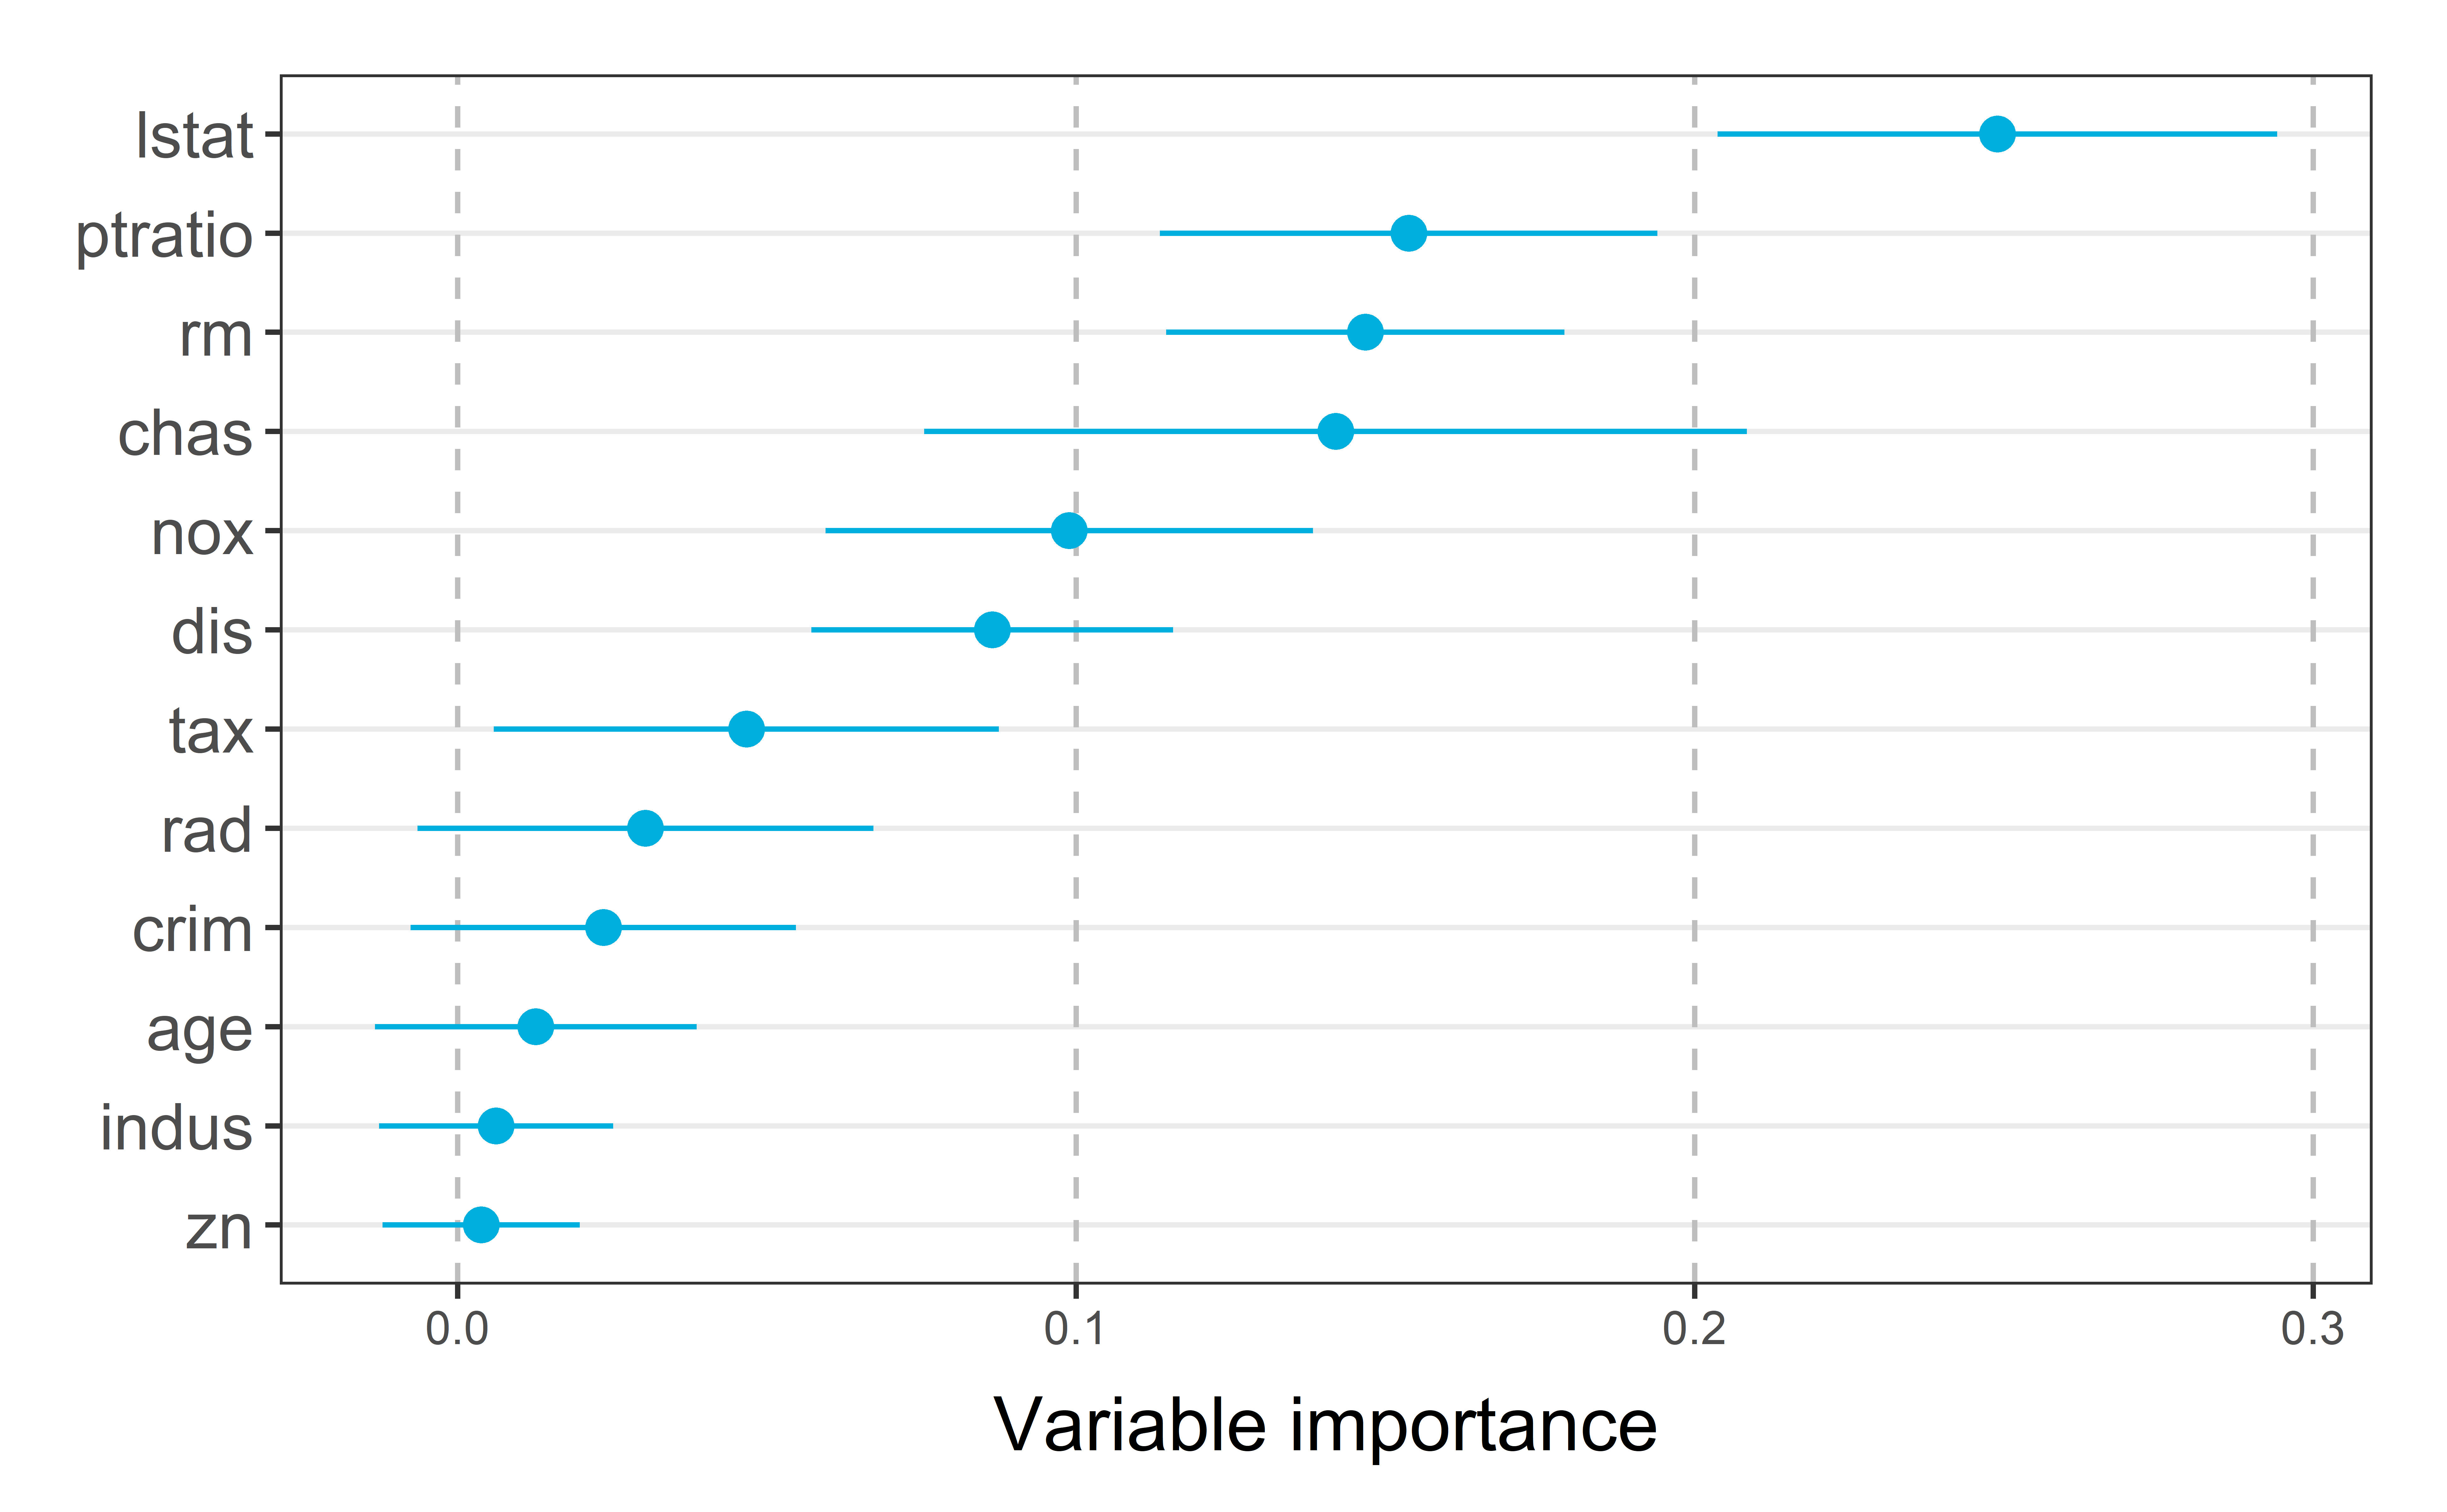 lstat
ptratio
rm
chas
nox
dis
tax
rad
crim
age
indus
zn
0.0 0.1 0.2 0.3
Variable importance